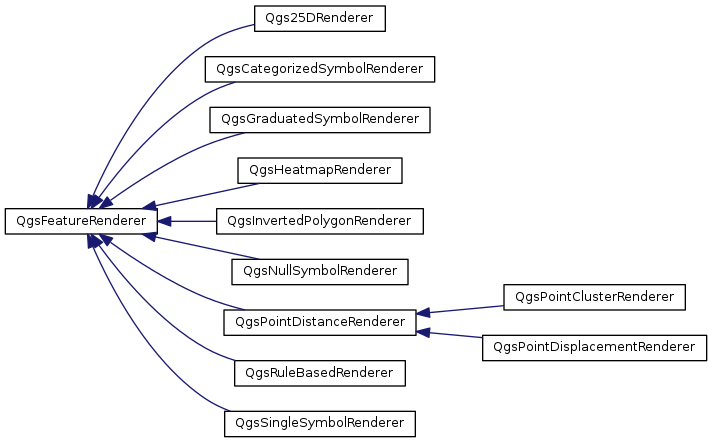 Qgs25DRenderer
QgsCategorizedSymbolRenderer
QgsGraduatedSymbolRenderer
QgsHeatmapRenderer
QgsFeatureRenderer
QgsInvertedPolygonRenderer
QgsNullSymbolRenderer
QgsPointClusterRenderer
QgsPointDistanceRenderer
QgsPointDisplacementRenderer
QgsRuleBasedRenderer
QgsSingleSymbolRenderer